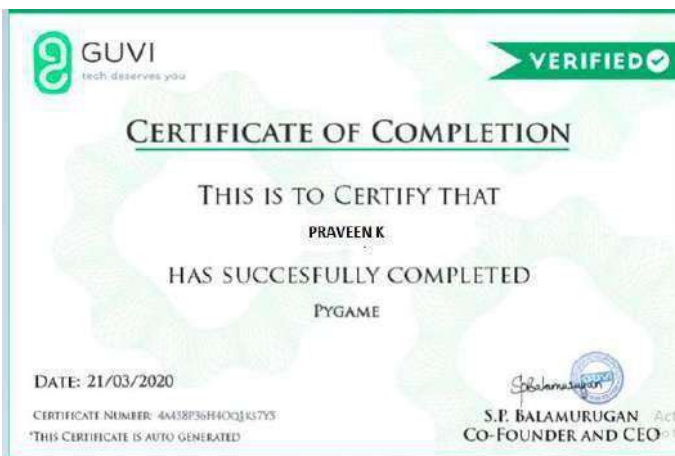 GUVI
tech deserves you
VERIFIED
CERTIFICATE OF COMPLETION
THIS IS TO CERTIFY THAT
PRAVEEN K
HAS SUCCESFULLY COMPLETED
PYGAME
DATE: 21/03/2020
CERTIFICATE NUMBER:
*THIS CERTIFICATE IS AUTO GENERATED
S.P. BALAMURUGAN
CO-FOUNDER AND CEO